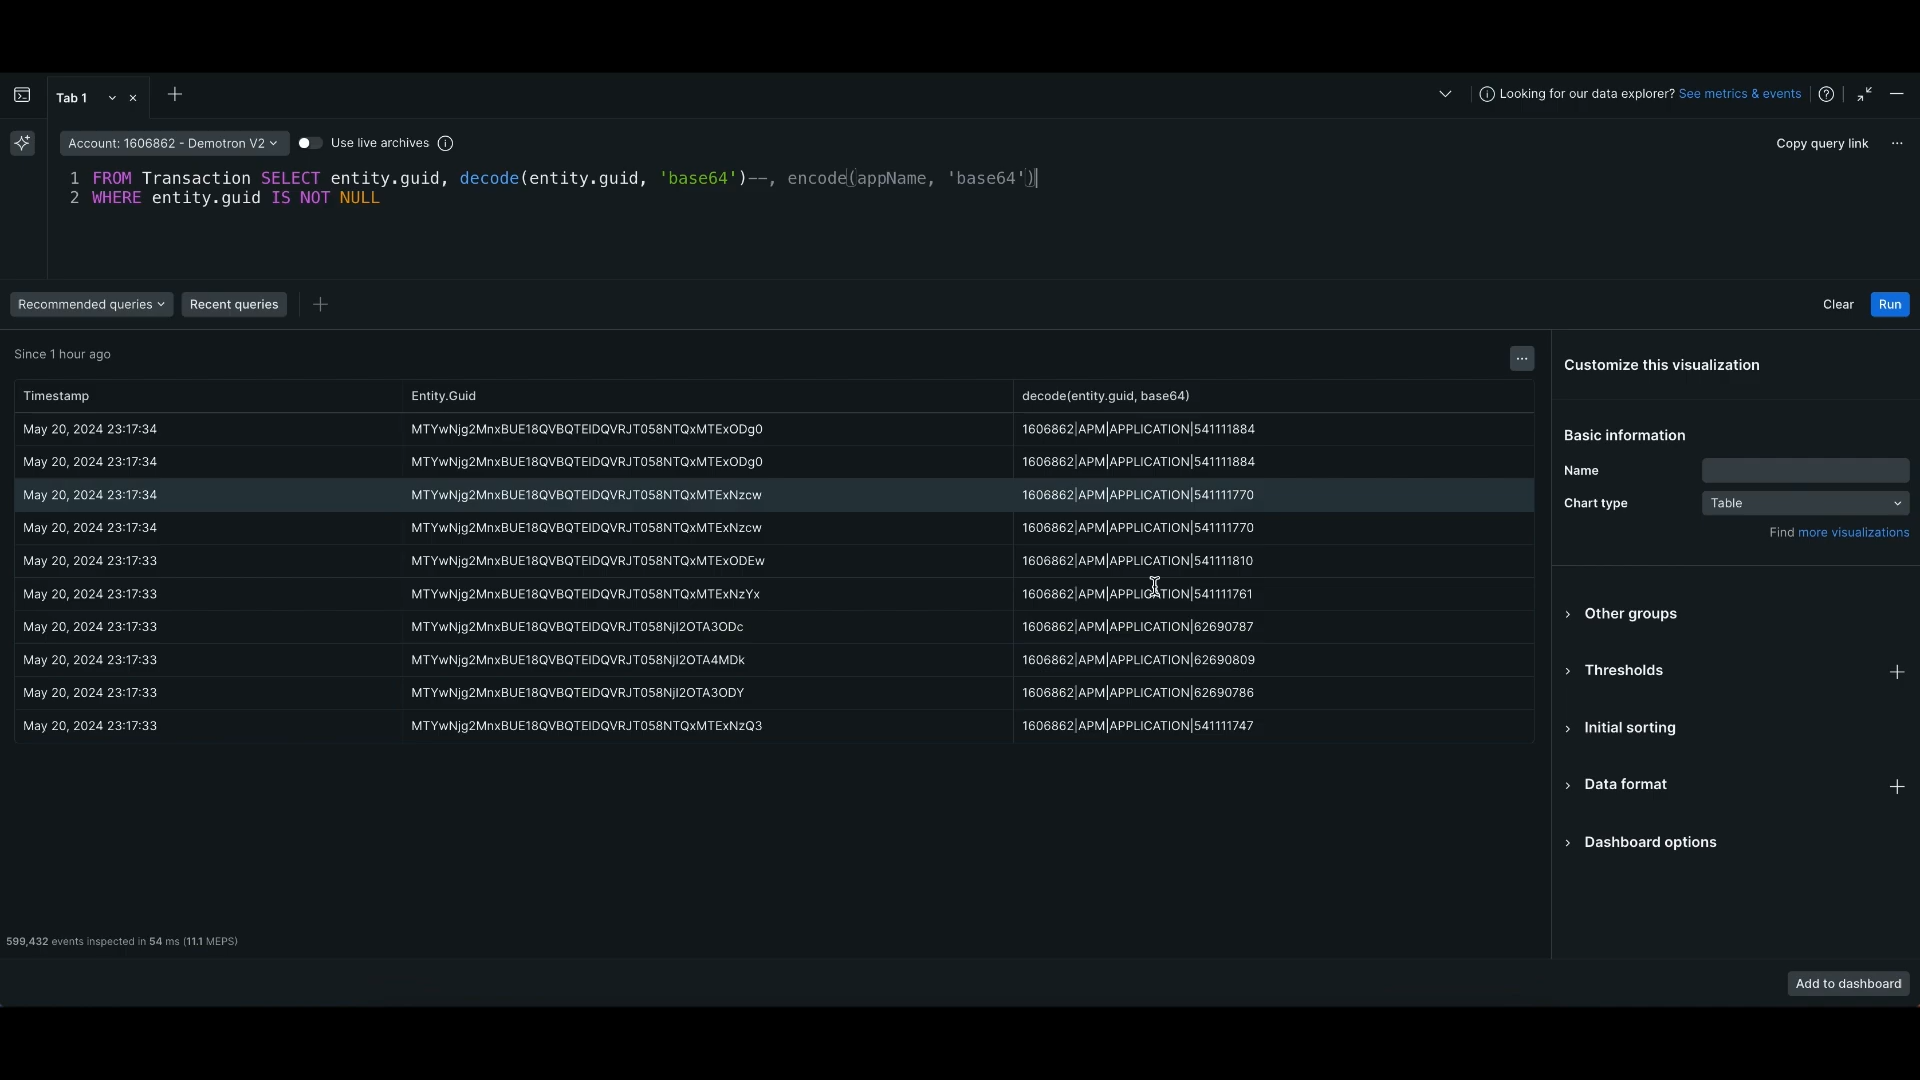 Tab 1
Looking for our data explorer? See metrics & events
Account: 1606862 - Demotron V2
Use live archives
Copy query link
1 FROM Transaction SELECT entity.guid, decode(entity.guid, 'base64')--, encode(appName, 'base64')
2 WHERE entity.guid IS NOT NULL
Recommended queries
Recent queries
Clear
Run
Since 1 hour ago
Timestamp Entity.Guid decode(entity.guid, base64)
May 20, 2024 23:17:34 MTYwNjg2MnxBUE18QVBQTElDQVRJT058NTQxMTExODg0 1606862|APM|APPLICATION|541111884
May 20, 2024 23:17:34 MTYwNjg2MnxBUE18QVBQTElDQVRJT058NTQxMTExODg0 1606862|APM|APPLICATION|541111884
May 20, 2024 23:17:34 MTYwNjg2MnxBUE18QVBQTElDQVRJT058NTQxMTExNzcw 1606862|APM|APPLICATION|541111770
May 20, 2024 23:17:34 MTYwNjg2MnxBUE18QVBQTElDQVRJT058NTQxMTExNzcw 1606862|APM|APPLICATION|541111770
May 20, 2024 23:17:33 MTYwNjg2MnxBUE18QVBQTElDQVRJT058NTQxMTExODEw 1606862|APM|APPLICATION|541111810
May 20, 2024 23:17:33 MTYwNjg2MnxBUE18QVBQTElDQVRJT058NTQxMTExNzYx 1606862|APM|APPLICATION|541111761
May 20, 2024 23:17:33 MTYwNjg2MnxBUE18QVBQTElDQVRJT058NjI2OTA3ODc 1606862|APM|APPLICATION|62690787
May 20, 2024 23:17:33 MTYwNjg2MnxBUE18QVBQTElDQVRJT058NjI2OTA4MDk 1606862|APM|APPLICATION|62690809
May 20, 2024 23:17:33 MTYwNjg2MnxBUE18QVBQTElDQVRJT058NjI2OTA3ODY 1606862|APM|APPLICATION|62690786
May 20, 2024 23:17:33 MTYwNjg2MnxBUE18QVBQTElDQVRJT058NTQxMTExNzQ3 1606862|APM|APPLICATION|541111747
599,432 events inspected in 54 ms (11.1 MEPS)
Customize this visualization
Basic information
Name
Chart type Table
Find more visualizations
Other groups
Thresholds
Initial sorting
Data format
Dashboard options
Add to dashboard